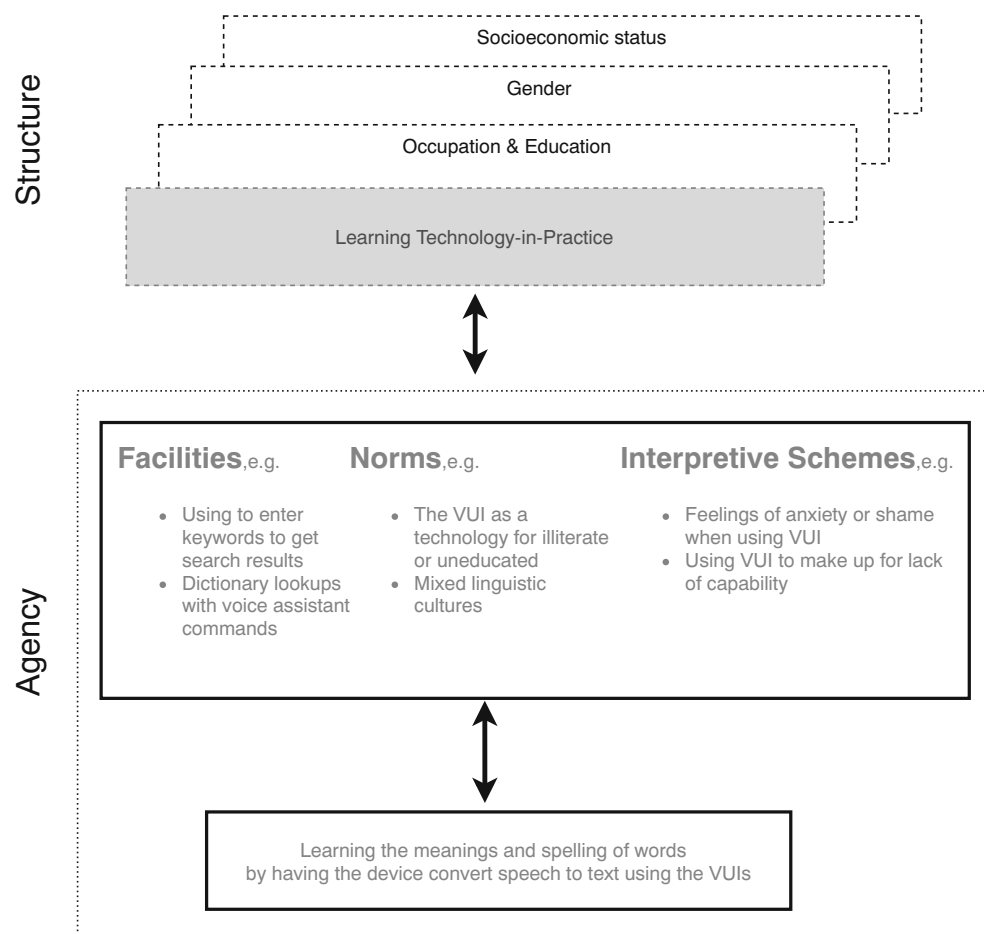 Structure
Socioeconomic status
Gender
Occupation & Education
Learning Technology-in-Practice
Agency
Facilities,e.g.
• Using to enter
keywords to get
search results
• Dictionary lookups
with voice assistant
commands
Norms,e.g.
• The VUI as a
technology for illiterate
or uneducated
• Mixed linguistic
cultures
Interpretive Schemes,e.g.
• Feelings of anxiety or shame
when using VUI
• Using VUI to make up for lack
of capability
Learning the meanings and spelling of words
by having the device convert speech to text using the VUIs